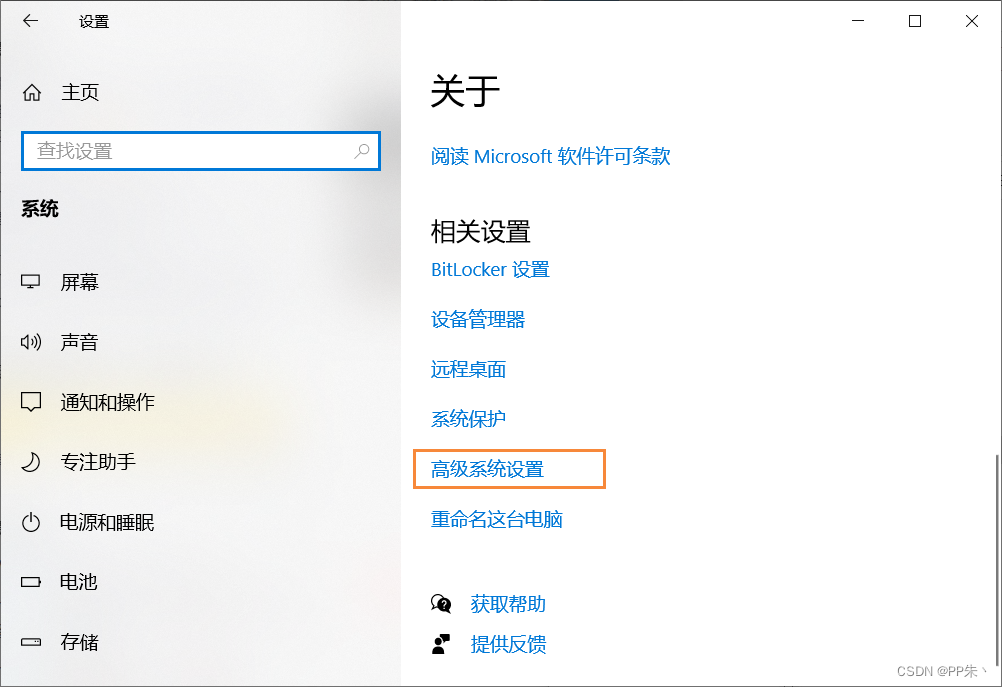 设置
主页
查找设置
系统
屏幕
声音
通知和操作
专注助手
电源和睡眠
电池
存储
关于
阅读 Microsoft 软件许可条款
相关设置
BitLocker 设置
设备管理器
远程桌面
系统保护
高级系统设置
重命名这台电脑
获取帮助
提供反馈
CSDN @PP朱丶